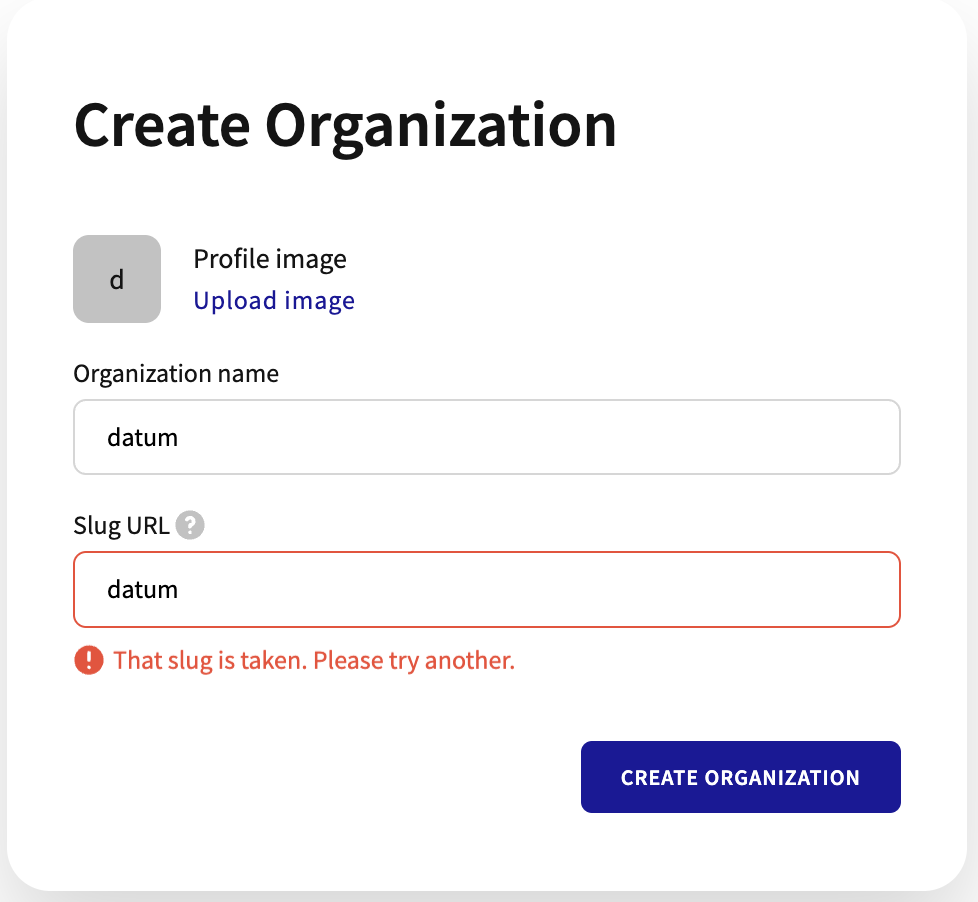 Create Organization
d
Profile image
Upload image
Organization name
datum
Slug URL ?
datum
! That slug is taken. Please try another.
CREATE ORGANIZATION